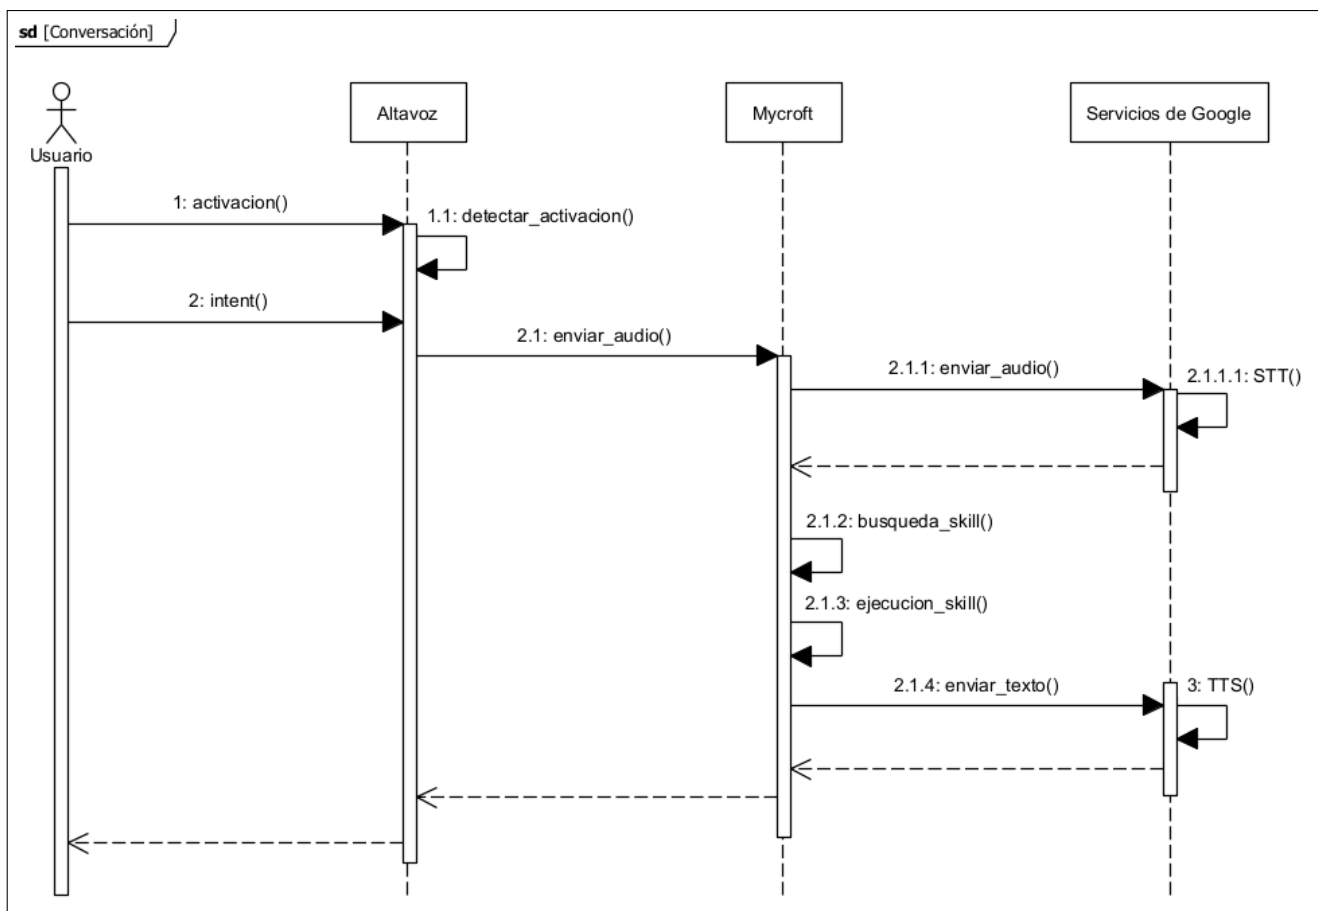 sd [Conversación]
Altavoz
Mycroft
Servicios de Google
Usuario
1: activacion()
1.1: detectar_activacion()
2: intent()
2.1: enviar_audio()
2.1.1: enviar_audio()
2.1.1.1: STT()
2.1.2: busqueda_skill()
2.1.3: ejecucion_skill()
2.1.4: enviar_texto()
3: TTS()